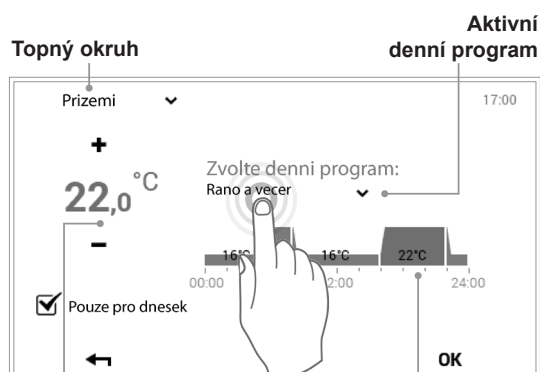 Topný okruh
Aktivní
denní program
Prizemi
17:00
+
22,0 °C
−
Zvolte denni program:
Rano a vecer
16°C 16°C 22°C
00:00 2:00 24:00
Pouze pro dnesek
OK